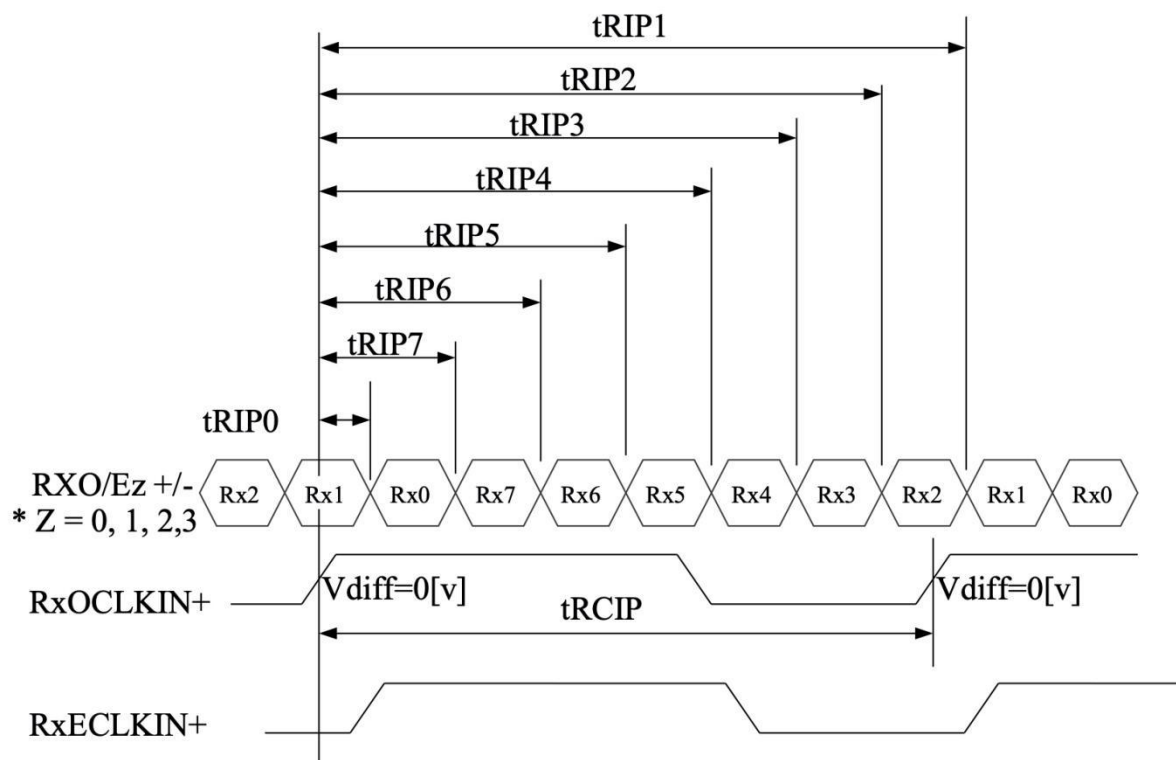 tRIP1
tRIP2
tRIP3
tRIP4
tRIP5
tRIP6
tRIP7
tRIP0
RXO/Ez +/-
* Z = 0, 1, 2,3
Rx2 Rx1 Rx0 Rx7 Rx6 Rx5 Rx4 Rx3 Rx2 Rx1 Rx0
RxOCLKIN+
Vdiff=0[v] Vdiff=0[v]
tRCIP
RxECLKIN+